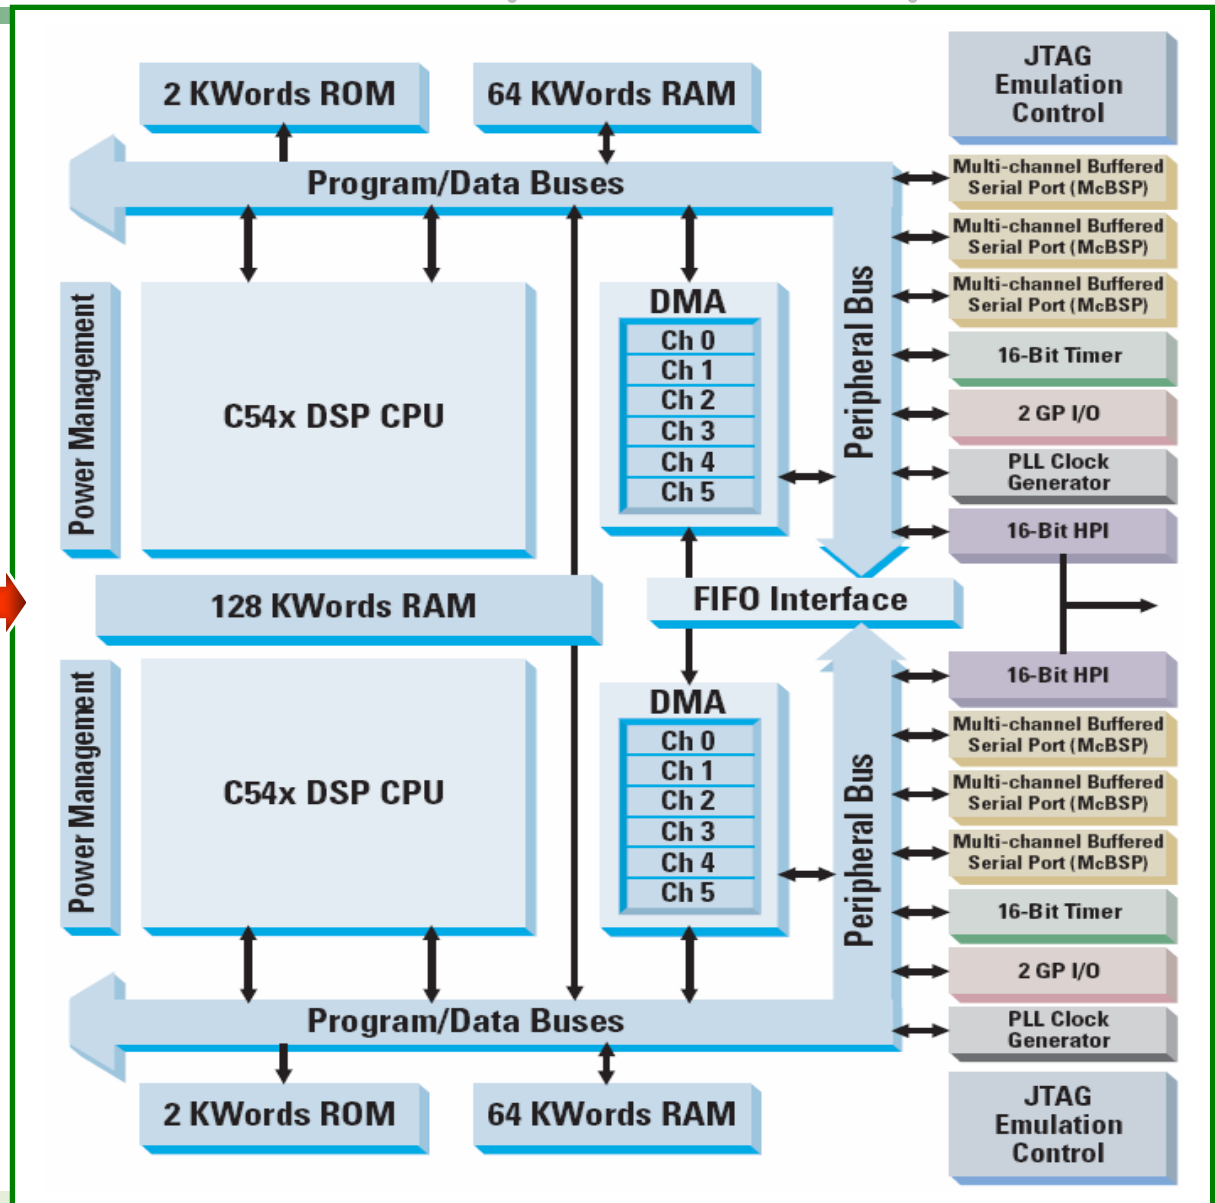 2 KWords ROM
64 KWords RAM
JTAG
Emulation
Control
Program/Data Buses
Multi-channel Buffered
Serial Port (McBSP)
Multi-channel Buffered
Serial Port (McBSP)
Multi-channel Buffered
Serial Port (McBSP)
16-Bit Timer
2 GP I/O
PLL Clock
Generator
16-Bit HPI
Peripheral Bus
DMA
Ch 0
Ch 1
Ch 2
Ch 3
Ch 4
Ch 5
Power Management
C54x DSP CPU
128 KWords RAM
FIFO Interface
Power Management
C54x DSP CPU
DMA
Ch 0
Ch 1
Ch 2
Ch 3
Ch 4
Ch 5
Peripheral Bus
16-Bit HPI
Multi-channel Buffered
Serial Port (McBSP)
Multi-channel Buffered
Serial Port (McBSP)
Multi-channel Buffered
Serial Port (McBSP)
16-Bit Timer
2 GP I/O
PLL Clock
Generator
Program/Data Buses
2 KWords ROM
64 KWords RAM
JTAG
Emulation
Control